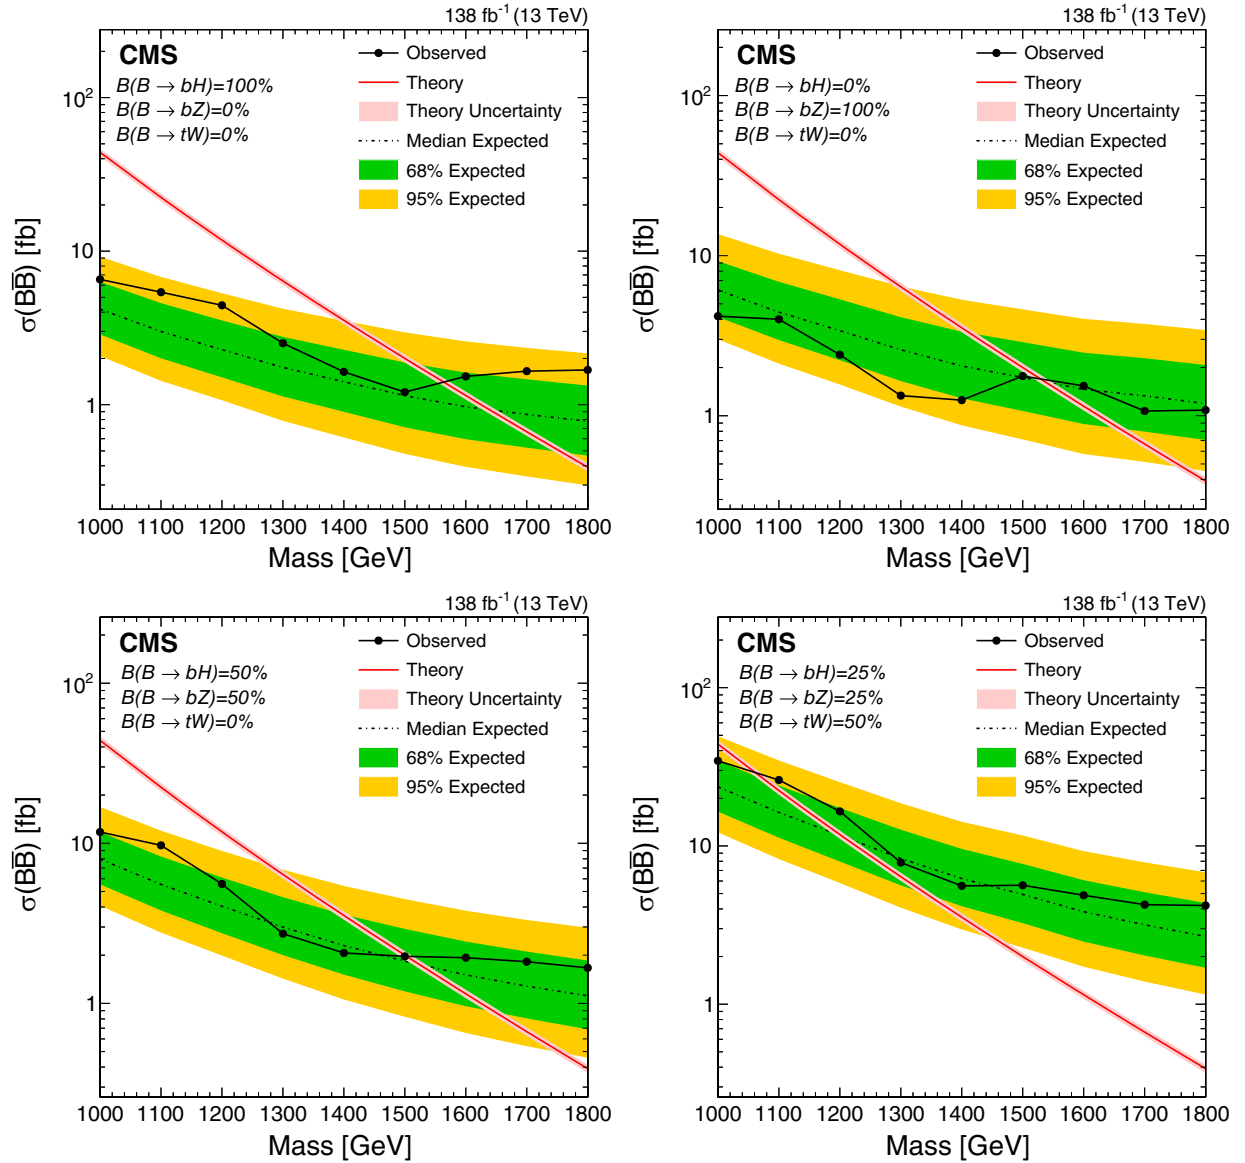 138 fb⁻¹ (13 TeV)
CMS
B(B → bH)=100%
B(B → bZ)=0%
B(B → tW)=0%
Observed
Theory
Theory Uncertainty
Median Expected
68% Expected
95% Expected
10²
10
1
σ(BB̅) [fb]
1000 1100 1200 1300 1400 1500 1600 1700 1800
Mass [GeV]
138 fb⁻¹ (13 TeV)
CMS
B(B → bH)=0%
B(B → bZ)=100%
B(B → tW)=0%
Observed
Theory
Theory Uncertainty
Median Expected
68% Expected
95% Expected
10²
10
1
σ(BB̅) [fb]
1000 1100 1200 1300 1400 1500 1600 1700 1800
Mass [GeV]
138 fb⁻¹ (13 TeV)
CMS
B(B → bH)=50%
B(B → bZ)=50%
B(B → tW)=0%
Observed
Theory
Theory Uncertainty
Median Expected
68% Expected
95% Expected
10²
10
1
σ(BB̅) [fb]
1000 1100 1200 1300 1400 1500 1600 1700 1800
Mass [GeV]
138 fb⁻¹ (13 TeV)
CMS
B(B → bH)=25%
B(B → bZ)=25%
B(B → tW)=50%
Observed
Theory
Theory Uncertainty
Median Expected
68% Expected
95% Expected
10²
10
1
σ(BB̅) [fb]
1000 1100 1200 1300 1400 1500 1600 1700 1800
Mass [GeV]